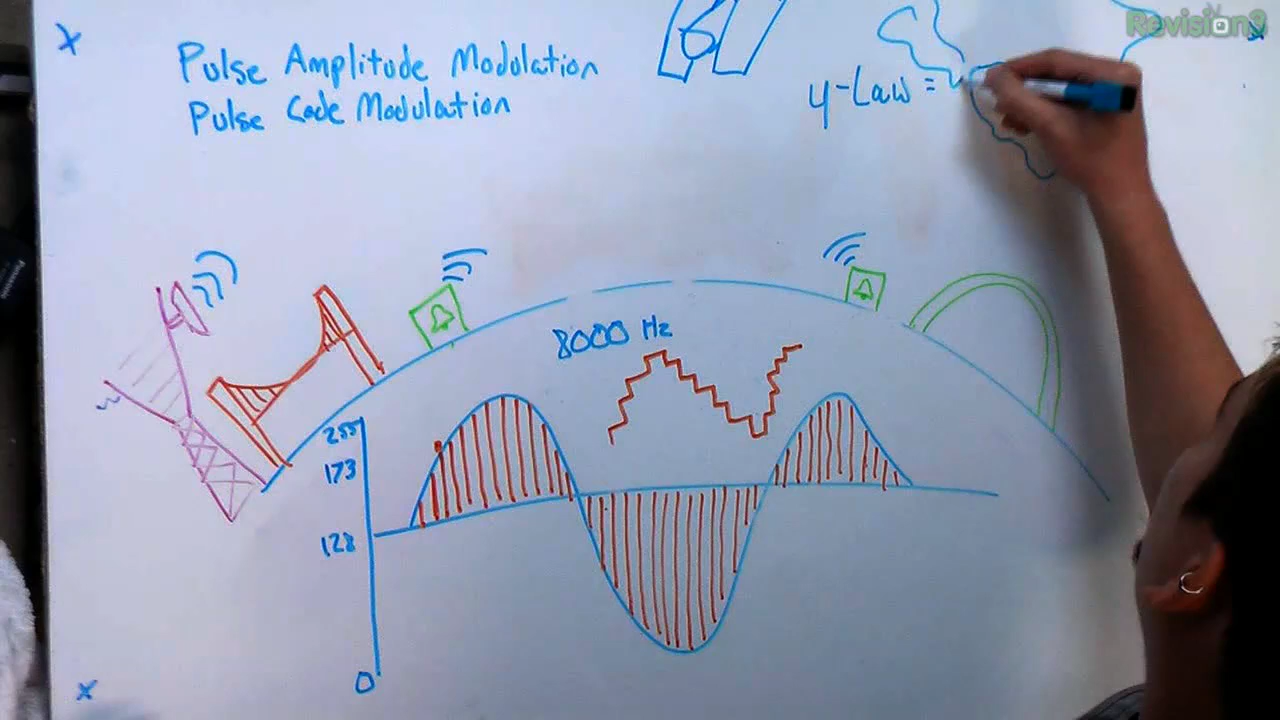 Revision3
Pulse Amplitude Modulation
Pulse Code Modulation
µ-Law =
8000 Hz
255
173
128
0